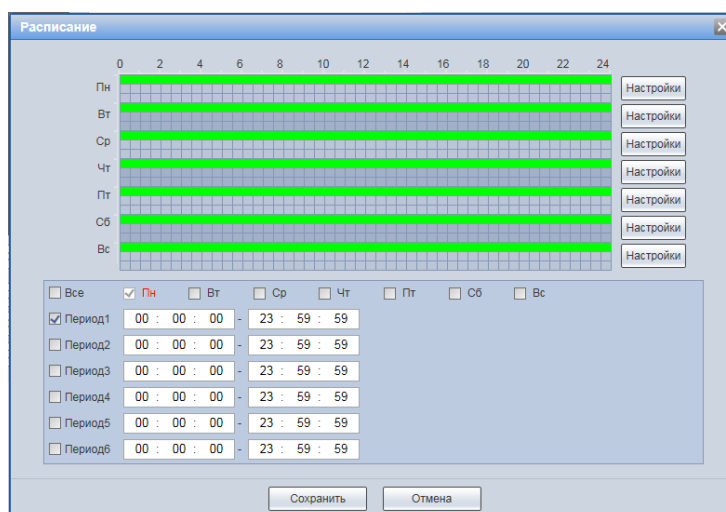 Расписание
0 2 4 6 8 10 12 14 16 18 20 22 24
Пн Настройки
Вт Настройки
Ср Настройки
Чт Настройки
Пт Настройки
Сб Настройки
Вс Настройки
Все Пн Вт Ср Чт Пт Сб Вс
Период1 00 : 00 : 00 - 23 : 59 : 59
Период2 00 : 00 : 00 - 23 : 59 : 59
Период3 00 : 00 : 00 - 23 : 59 : 59
Период4 00 : 00 : 00 - 23 : 59 : 59
Период5 00 : 00 : 00 - 23 : 59 : 59
Период6 00 : 00 : 00 - 23 : 59 : 59
Сохранить Отмена